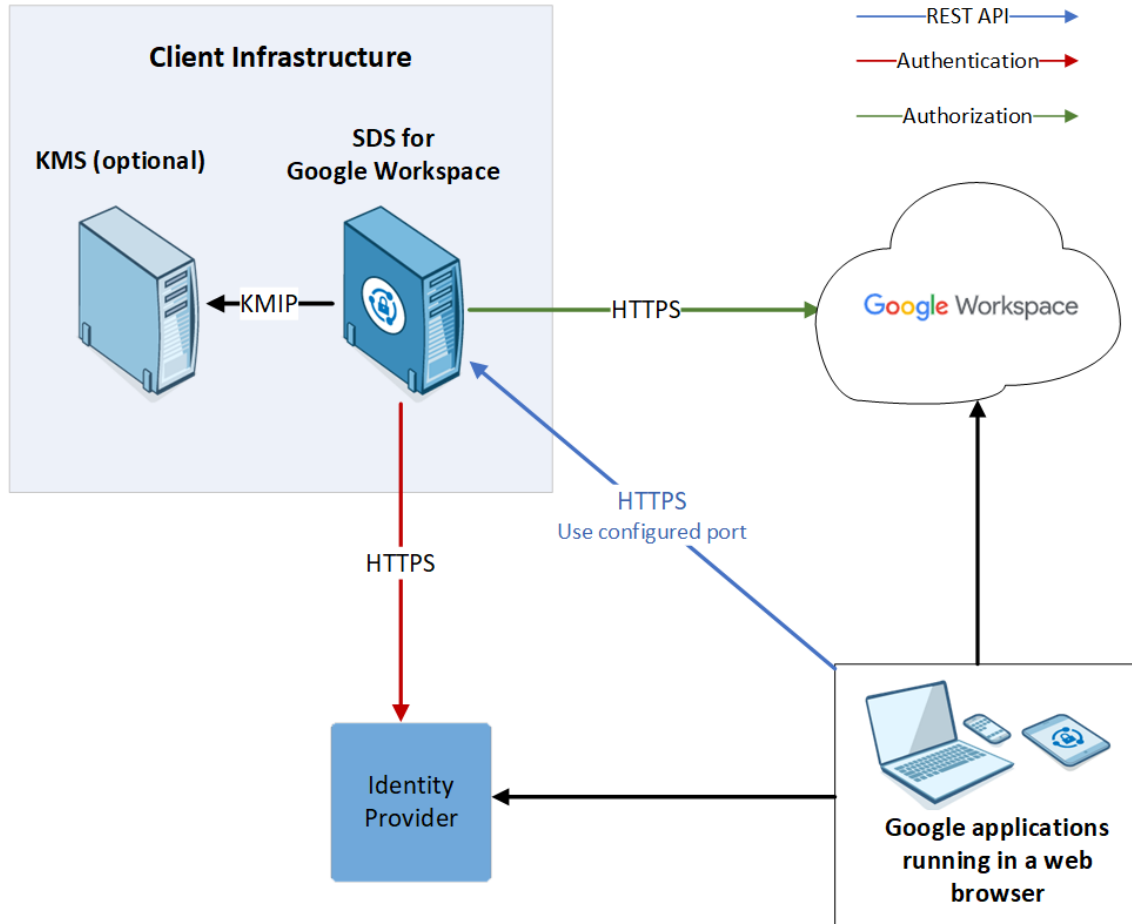 REST API
Authentication
Authorization
Client Infrastructure
KMS (optional)
SDS for
Google Workspace
KMIP
HTTPS
Google Workspace
HTTPS
Use configured port
HTTPS
Identity
Provider
Google applications
running in a web
browser